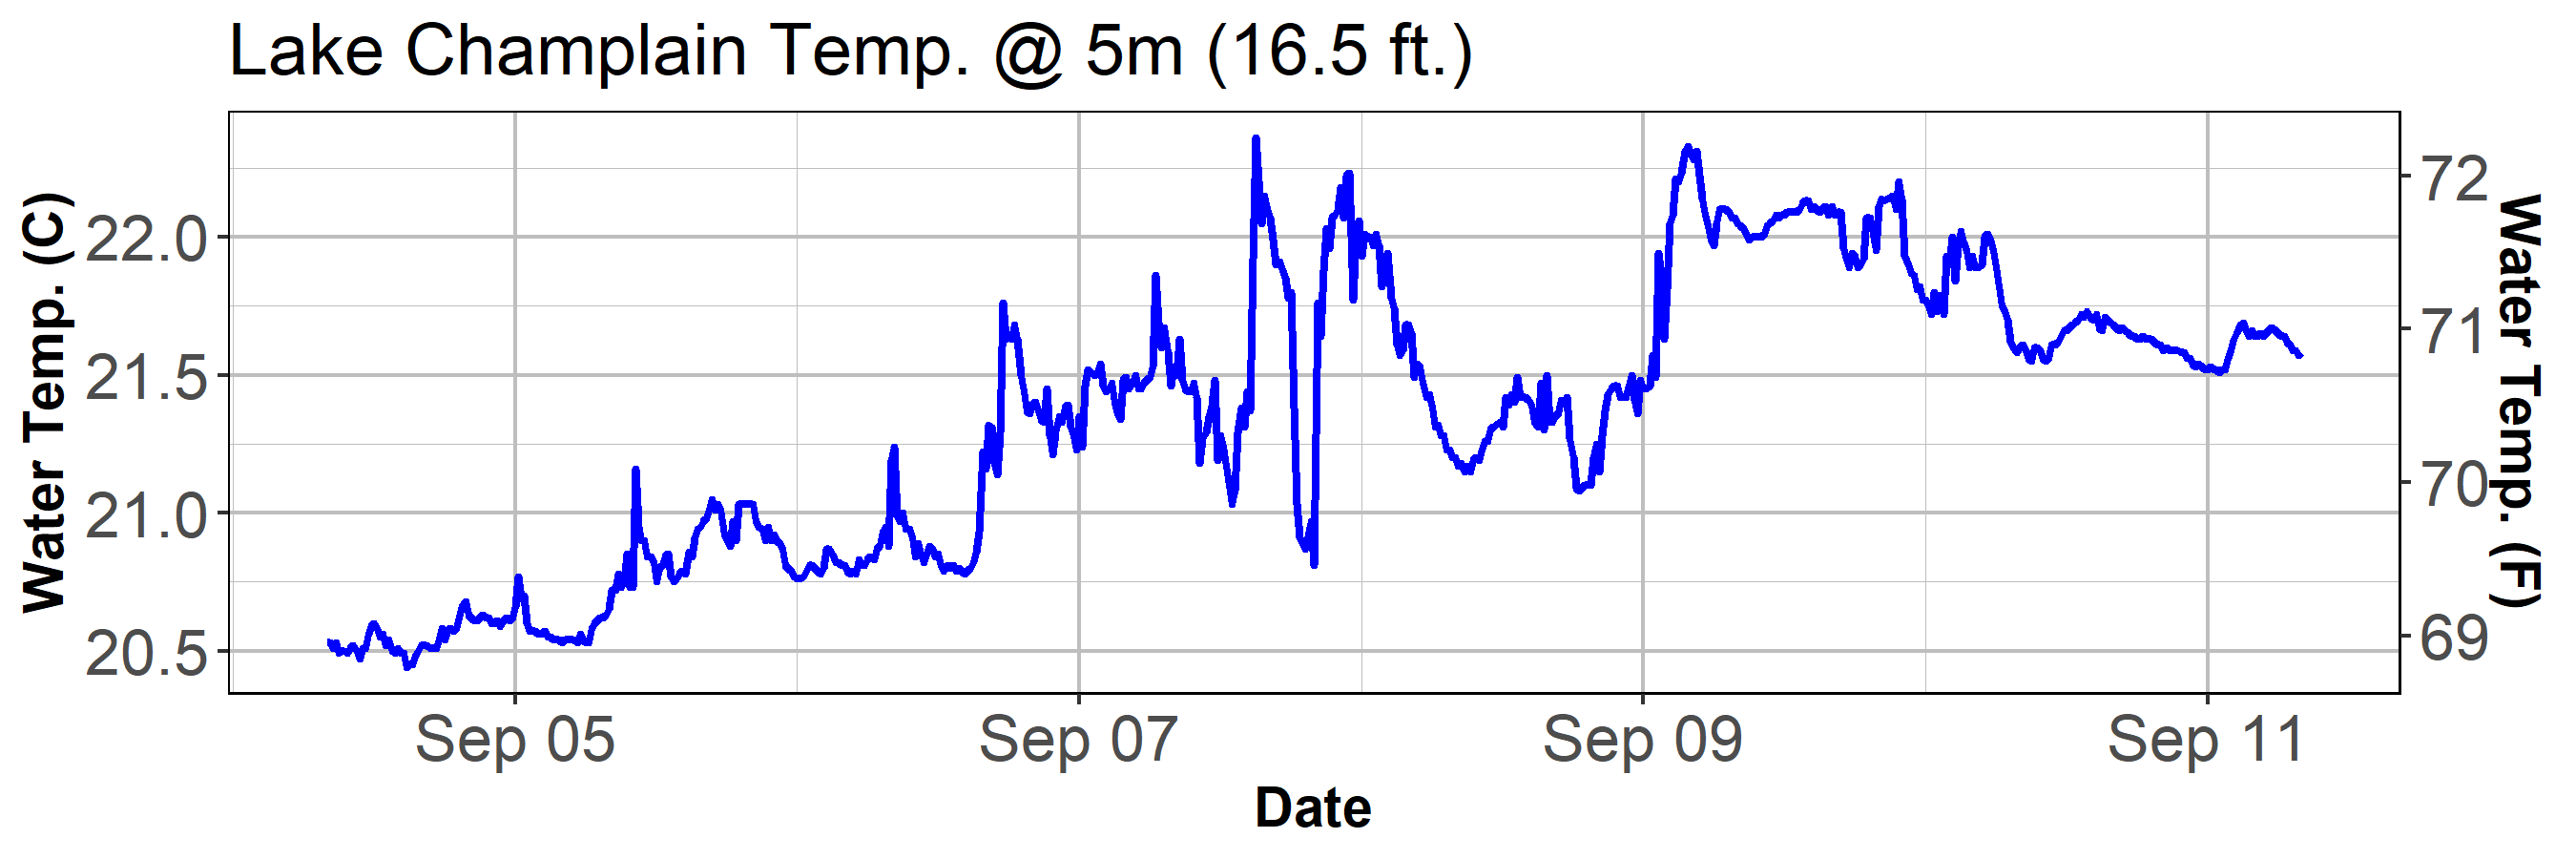 Lake Champlain Temp. @ 5m (16.5 ft.)
Water Temp. (C)
22.0
21.5
21.0
20.5
72
71
70
69
Water Temp. (F)
Sep 05 Sep 07 Sep 09 Sep 11
Date